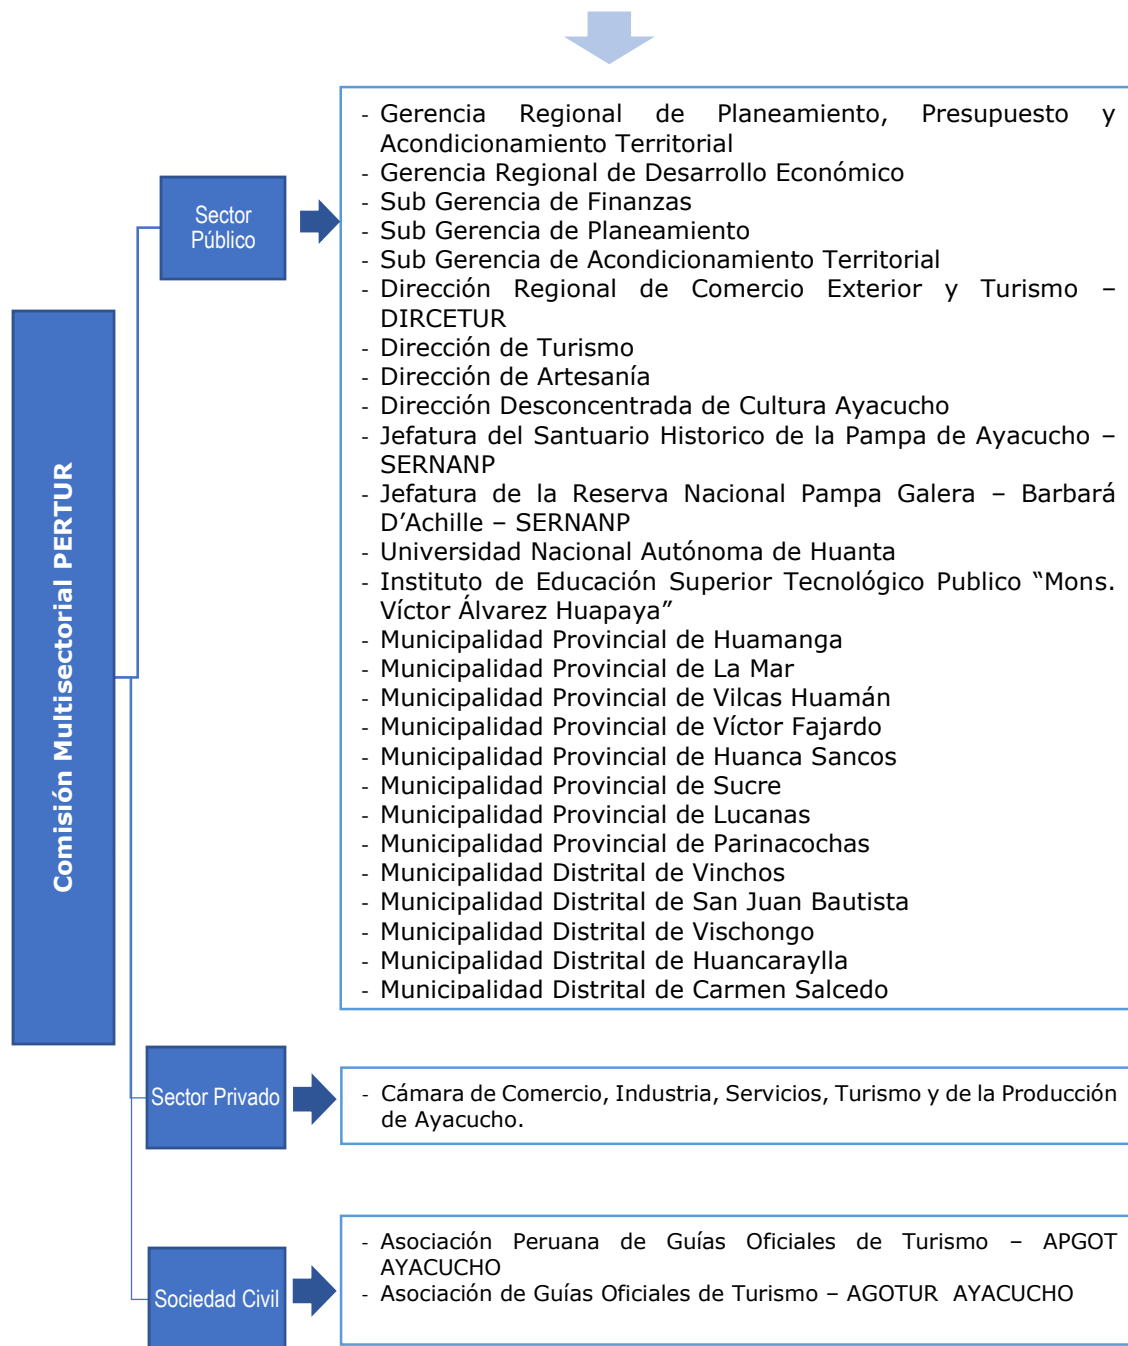 Comisión Multisectorial PERTUR
Sector
Público
- Gerencia Regional de Planeamiento, Presupuesto y
Acondicionamiento Territorial
- Gerencia Regional de Desarrollo Económico
- Sub Gerencia de Finanzas
- Sub Gerencia de Planeamiento
- Sub Gerencia de Acondicionamiento Territorial
- Dirección Regional de Comercio Exterior y Turismo –
DIRCETUR
- Dirección de Turismo
- Dirección de Artesanía
- Dirección Desconcentrada de Cultura Ayacucho
- Jefatura del Santuario Historico de la Pampa de Ayacucho –
SERNANP
- Jefatura de la Reserva Nacional Pampa Galera – Barbará
D’Achille – SERNANP
- Universidad Nacional Autónoma de Huanta
- Instituto de Educación Superior Tecnológico Publico “Mons.
Víctor Álvarez Huapaya”
- Municipalidad Provincial de Huamanga
- Municipalidad Provincial de La Mar
- Municipalidad Provincial de Vilcas Huamán
- Municipalidad Provincial de Víctor Fajardo
- Municipalidad Provincial de Huanca Sancos
- Municipalidad Provincial de Sucre
- Municipalidad Provincial de Lucanas
- Municipalidad Provincial de Parinacochas
- Municipalidad Distrital de Vinchos
- Municipalidad Distrital de San Juan Bautista
- Municipalidad Distrital de Vischongo
- Municipalidad Distrital de Huancaraylla
- Municipalidad Distrital de Carmen Salcedo
Sector Privado
- Cámara de Comercio, Industria, Servicios, Turismo y de la Producción
de Ayacucho.
Sociedad Civil
- Asociación Peruana de Guías Oficiales de Turismo – APGOT
AYACUCHO
- Asociación de Guías Oficiales de Turismo – AGOTUR AYACUCHO